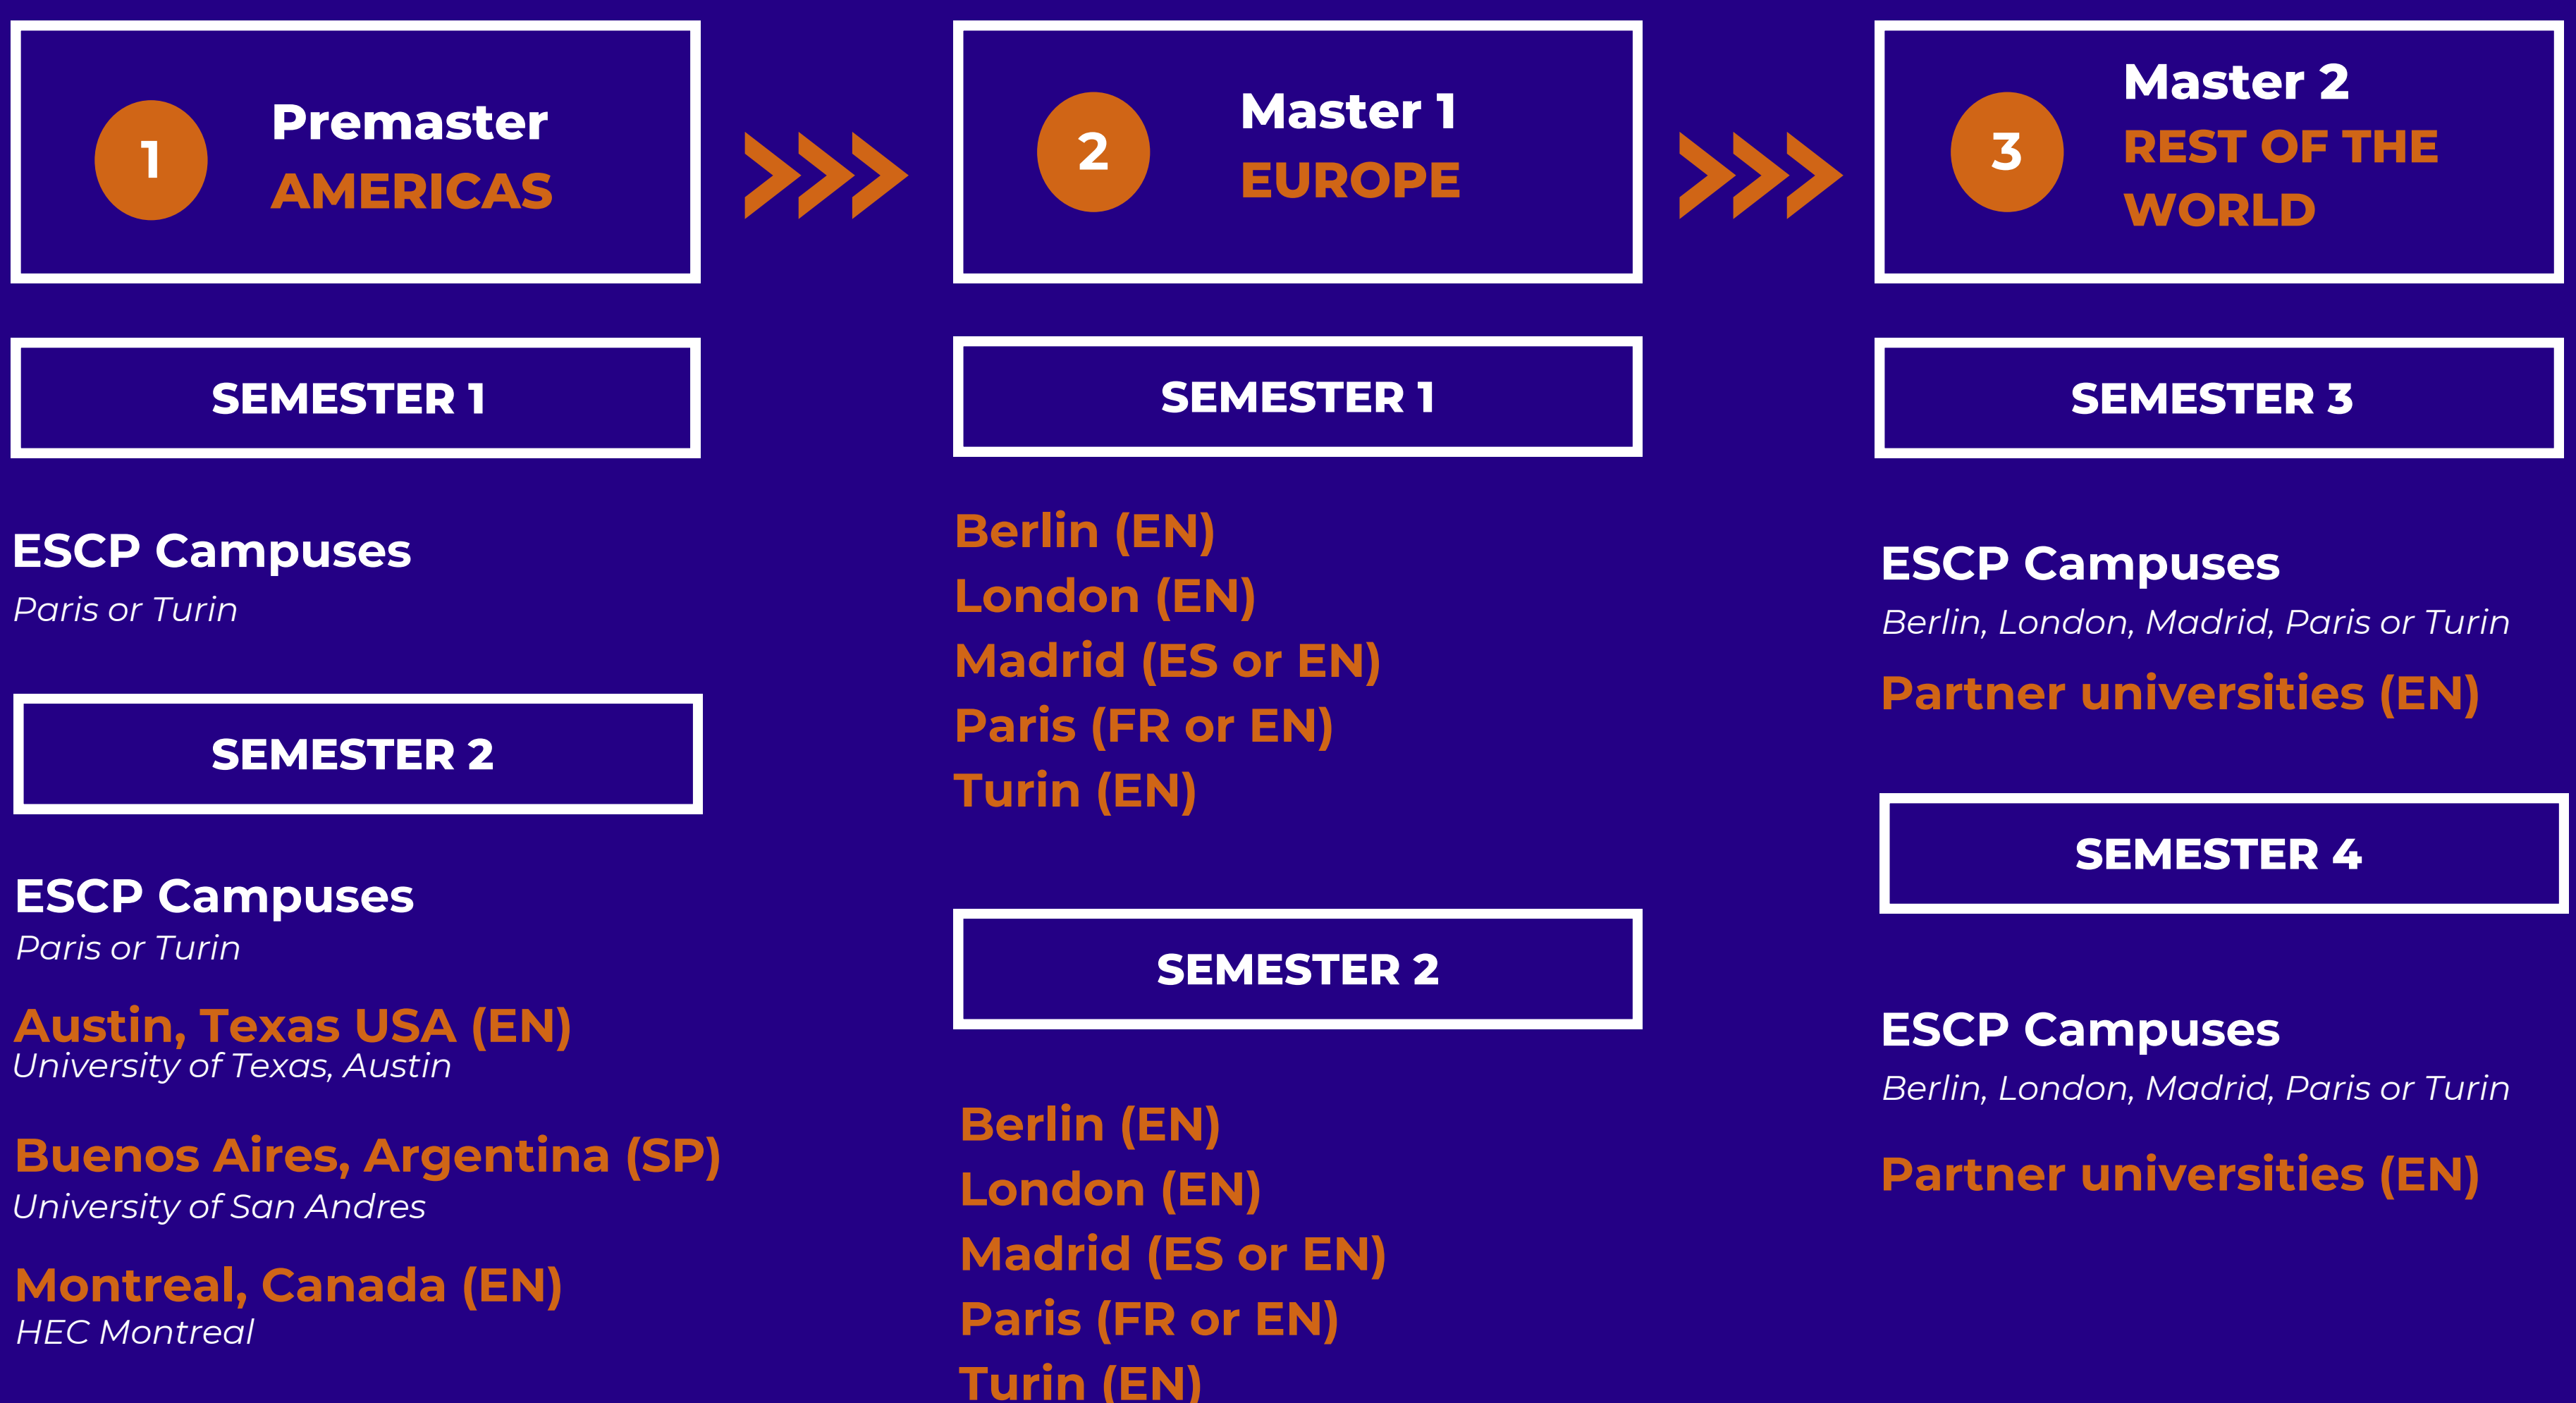 1
Premaster
AMERICAS
SEMESTER 1
ESCP Campuses
Paris or Turin
SEMESTER 2
ESCP Campuses
Paris or Turin
Austin, Texas USA (EN)
University of Texas, Austin
Buenos Aires, Argentina (SP)
University of San Andres
Montreal, Canada (EN)
HEC Montreal
2
Master 1
EUROPE
SEMESTER 1
Berlin (EN)
London (EN)
Madrid (ES or EN)
Paris (FR or EN)
Turin (EN)
SEMESTER 2
Berlin (EN)
London (EN)
Madrid (ES or EN)
Paris (FR or EN)
Turin (EN)
3
Master 2
REST OF THE
WORLD
SEMESTER 3
ESCP Campuses
Berlin, London, Madrid, Paris or Turin
Partner universities (EN)
SEMESTER 4
ESCP Campuses
Berlin, London, Madrid, Paris or Turin
Partner universities (EN)